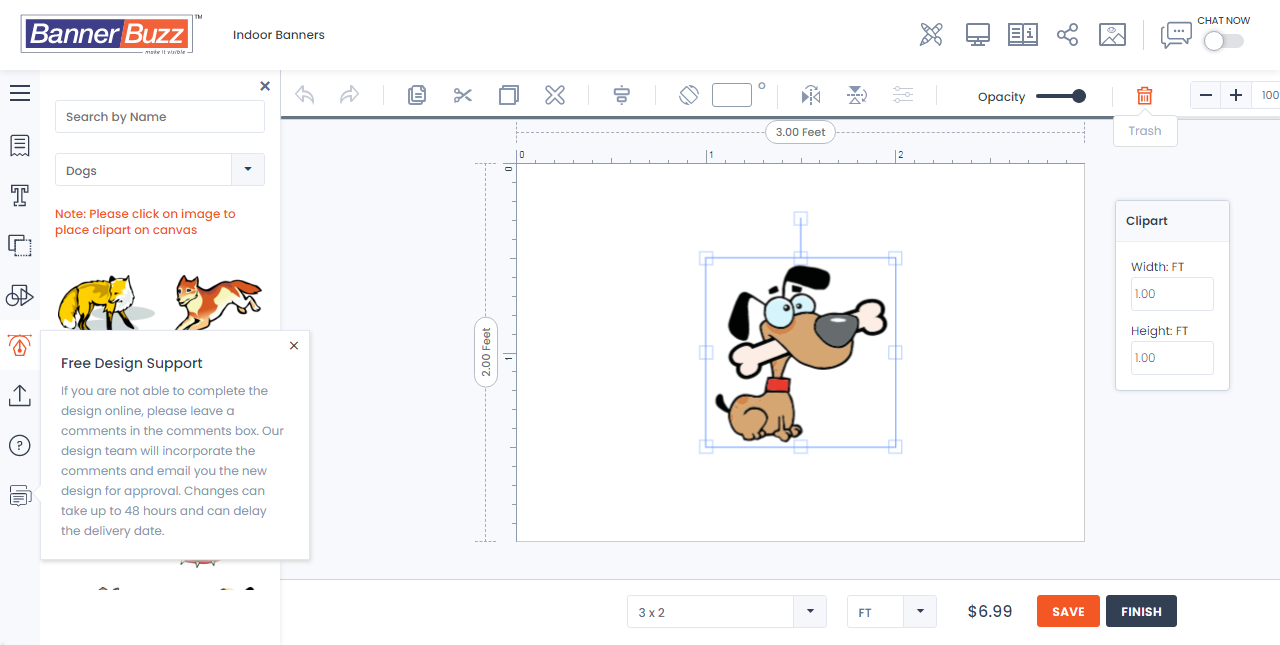 BannerBuzz
TM
make it visible
Indoor Banners
CHAT NOW
Search by Name
Dogs
Note: Please click on image to
place clipart on canvas
Free Design Support
If you are not able to complete the
design online, please leave a
comments in the comments box. Our
design team will incorporate the
comments and email you the new
design for approval. Changes can
take up to 48 hours and can delay
the delivery date.
Opacity
100
Trash
3.00 Feet
0 1 2
0
2.00 Feet
1
Clipart
Width: FT
1.00
Height: FT
1.00
3 x 2
FT
$6.99
SAVE
FINISH